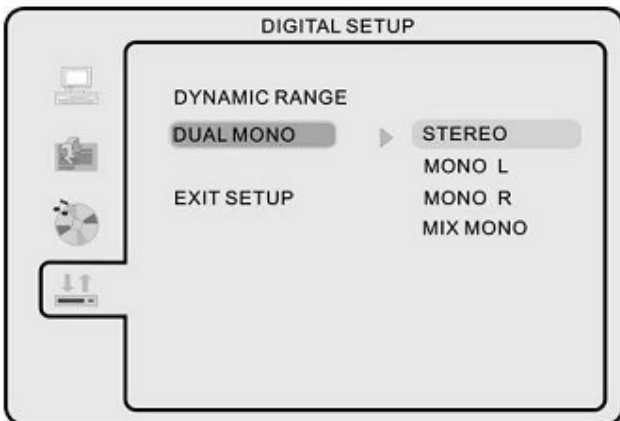 DIGITAL SETUP
DYNAMIC RANGE
DUAL MONO
STEREO
MONO L
EXIT SETUP
MONO R
MIX MONO